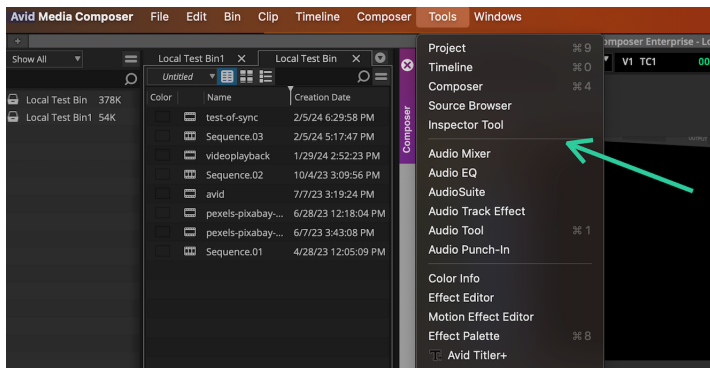 Avid Media Composer File Edit Bin Clip Timeline Composer Tools Windows
Show All
Local Test Bin 378K
Local Test Bin1 54K
Local Test Bin1 X Local Test Bin X
Untitled
Color Name Creation Date
test-of-sync 2/5/24 6:29:58 PM
Sequence.03 2/5/24 5:17:47 PM
videoplayback 1/29/24 2:52:23 PM
Sequence.02 10/4/23 3:09:56 PM
avid 7/7/23 3:19:24 PM
pexels-pixabay-... 6/28/23 12:18:04 PM
pexels-pixabay-... 6/7/23 3:43:08 PM
Sequence.01 4/28/23 12:05:09 PM
Composer
Project ⌘ 9
Timeline ⌘ 0
Composer ⌘ 4
Source Browser
Inspector Tool
Audio Mixer
Audio EQ
AudioSuite
Audio Track Effect
Audio Tool ⌘ 1
Audio Punch-In
Color Info
Effect Editor
Motion Effect Editor
Effect Palette ⌘ 8
Avid Titler+
mposer Enterprise - Lo
V1 TC1 00